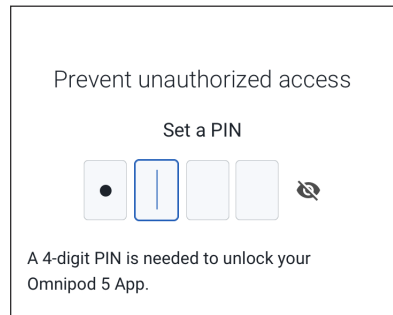 Prevent unauthorized access
Set a PIN
A 4-digit PIN is needed to unlock your
Omnipod 5 App.